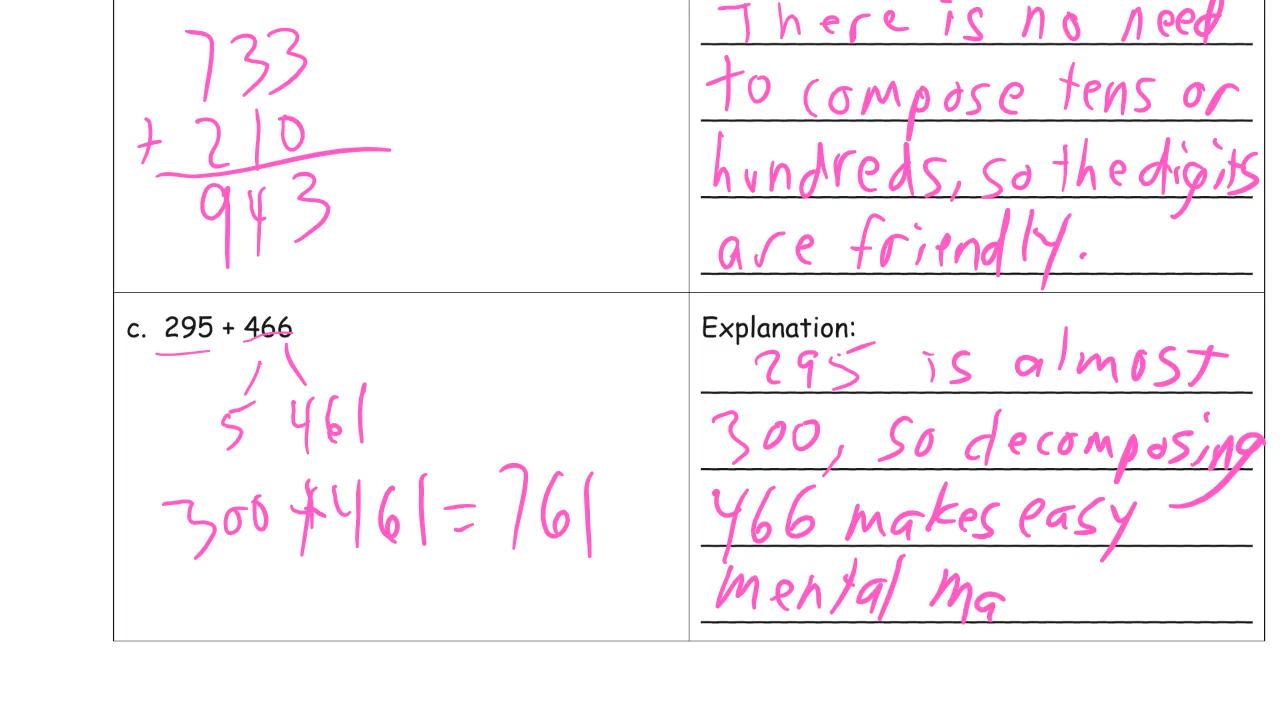 733
+ 210
943
There is no need
to compose tens or
hundreds, so the digits
are friendly.
c. 295 + 466
5 461
300 + 461 = 761
Explanation:
295 is almost
300, so decomposing
466 makes easy
mental ma